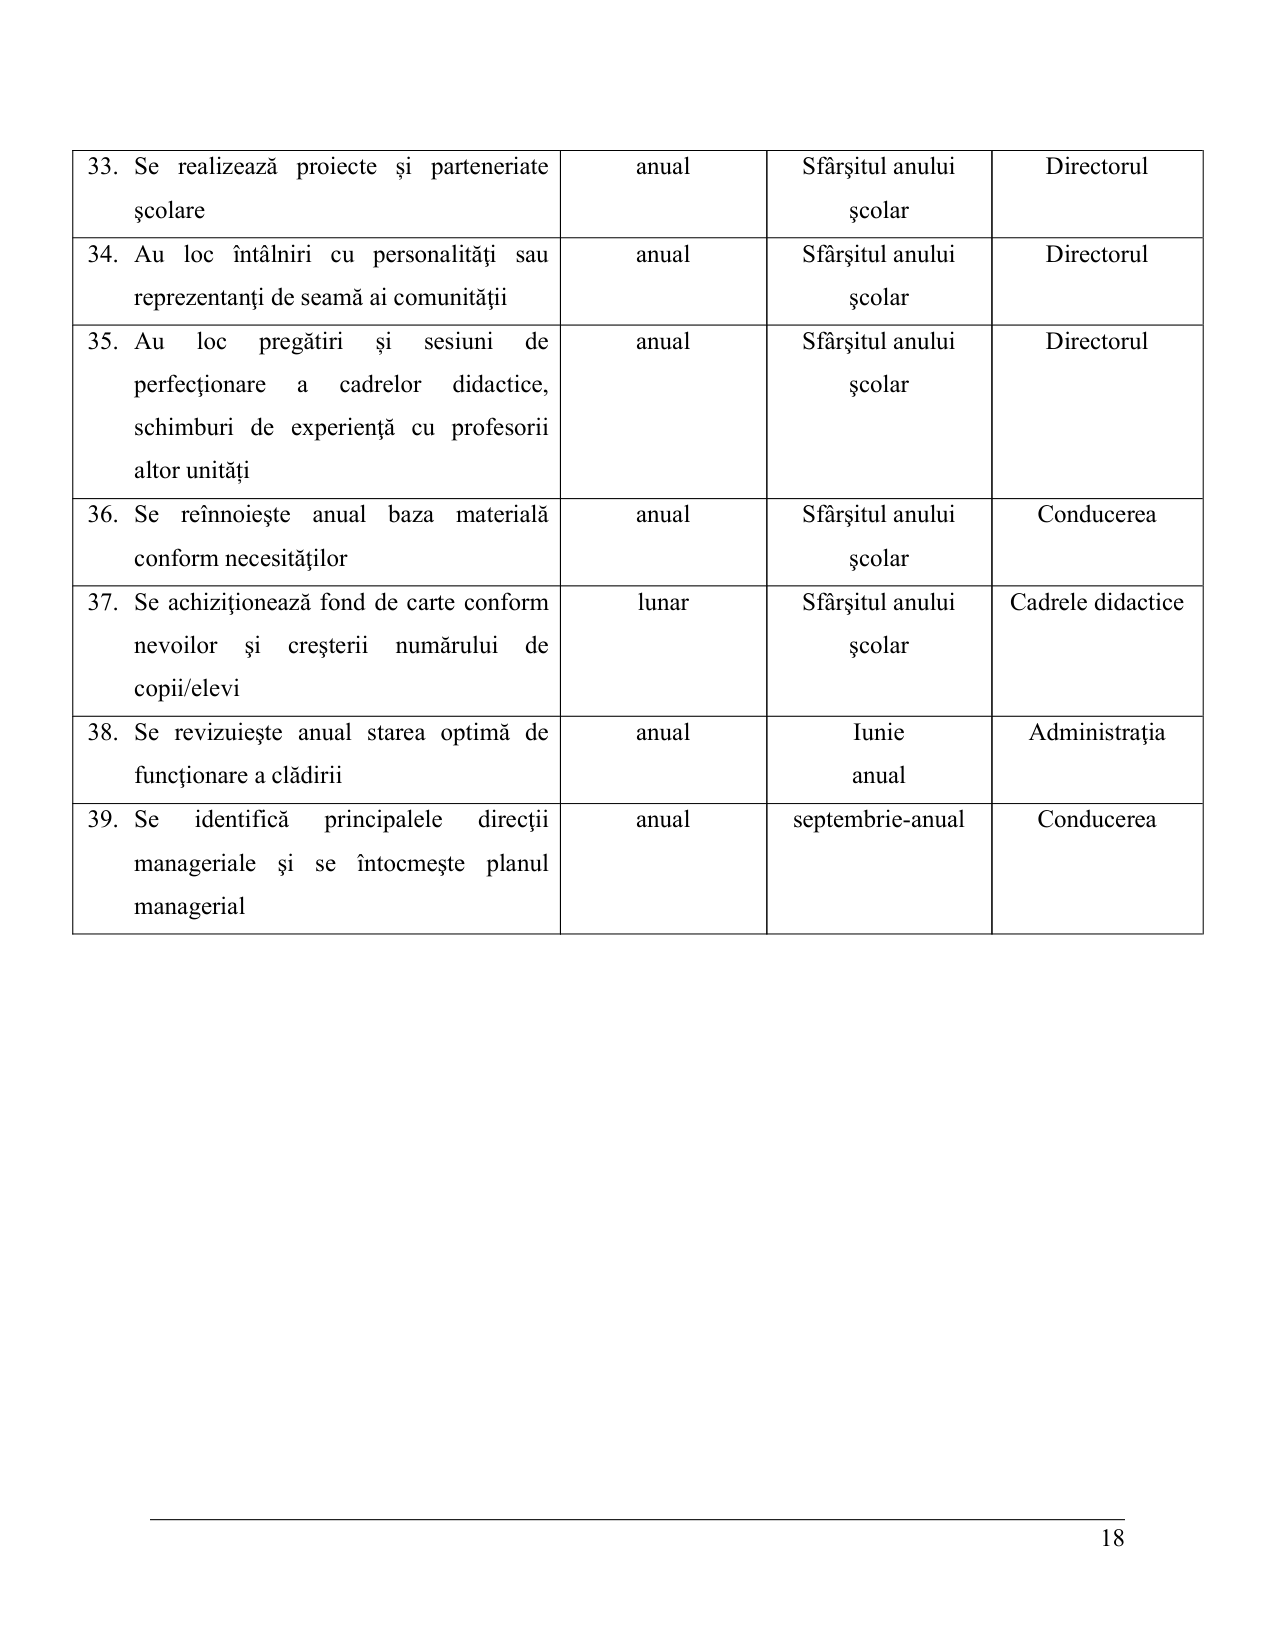 33. Se realizează proiecte și parteneriate
şcolare
anual
Sfârşitul anului
şcolar
Directorul
34. Au loc întâlniri cu personalităţi sau
reprezentanţi de seamă ai comunităţii
anual
Sfârşitul anului
şcolar
Directorul
35. Au loc pregătiri și sesiuni de
perfecţionare a cadrelor didactice,
schimburi de experienţă cu profesorii
altor unități
anual
Sfârşitul anului
şcolar
Directorul
36. Se reînnoieşte anual baza materială
conform necesităţilor
anual
Sfârşitul anului
şcolar
Conducerea
37. Se achiziţionează fond de carte conform
nevoilor şi creşterii numărului de
copii/elevi
lunar
Sfârşitul anului
şcolar
Cadrele didactice
38. Se revizuieşte anual starea optimă de
funcţionare a clădirii
anual
Iunie
anual
Administraţia
39. Se identifică principalele direcţii
manageriale şi se întocmeşte planul
managerial
anual
septembrie-anual
Conducerea
18